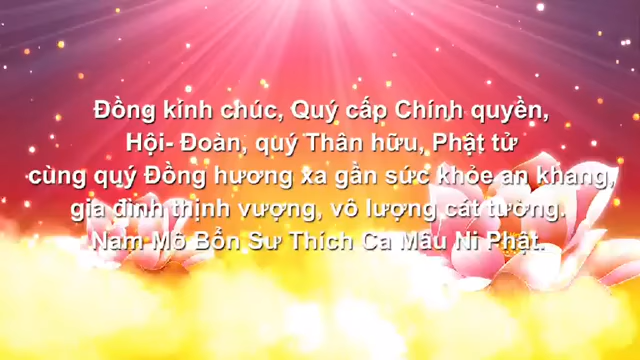 Đồng kính chúc, Quý cấp Chính quyền,
Hội- Đoàn, quý Thân hữu, Phật tử
cùng quý Đồng hương xa gần sức khỏe an khang,
gia đình thịnh vượng, vô lượng cát tường.
Nam Mô Bổn Sư Thích Ca Mâu Ni Phật.